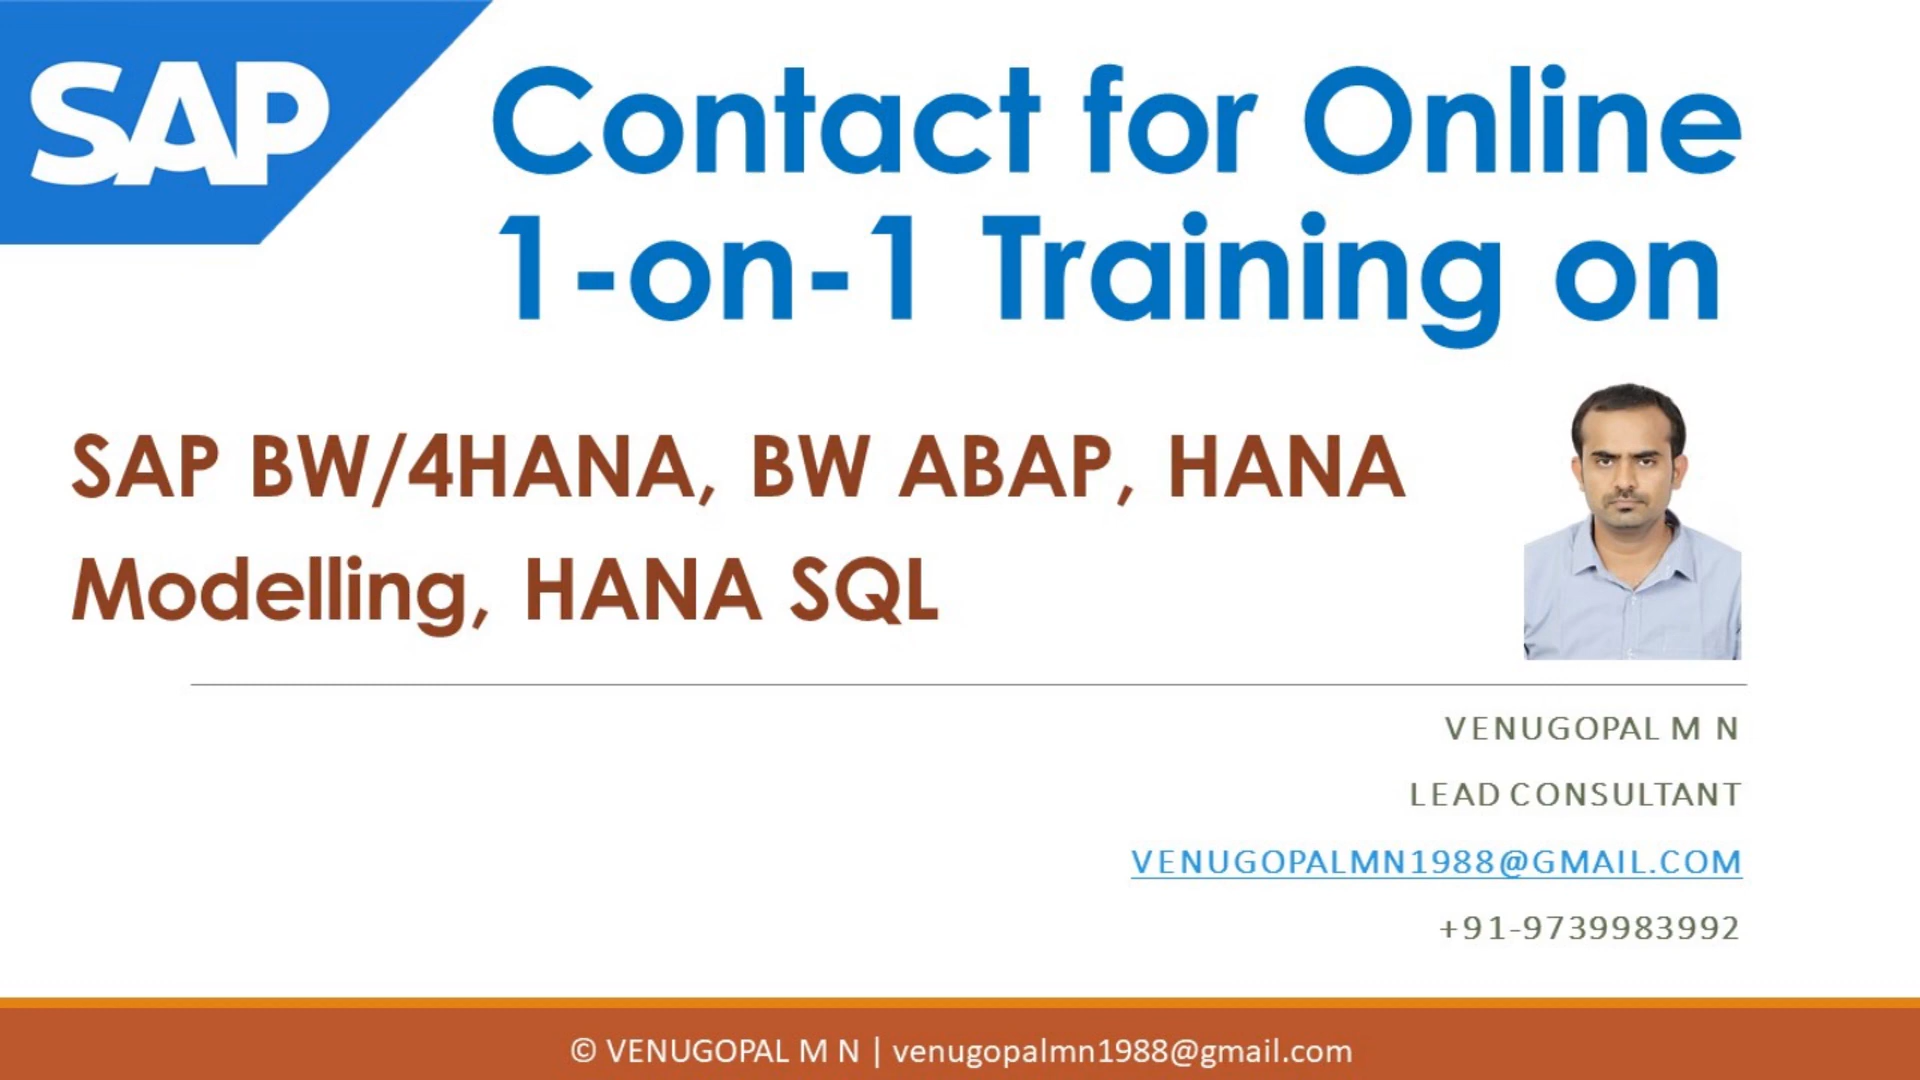 SAP
Contact for Online
1-on-1 Training on
SAP BW/4HANA, BW ABAP, HANA
Modelling, HANA SQL
VENUGOPAL M N
LEAD CONSULTANT
VENUGOPALMN1988@GMAIL.COM
+91-9739983992
© VENUGOPAL M N | venugopalmn1988@gmail.com